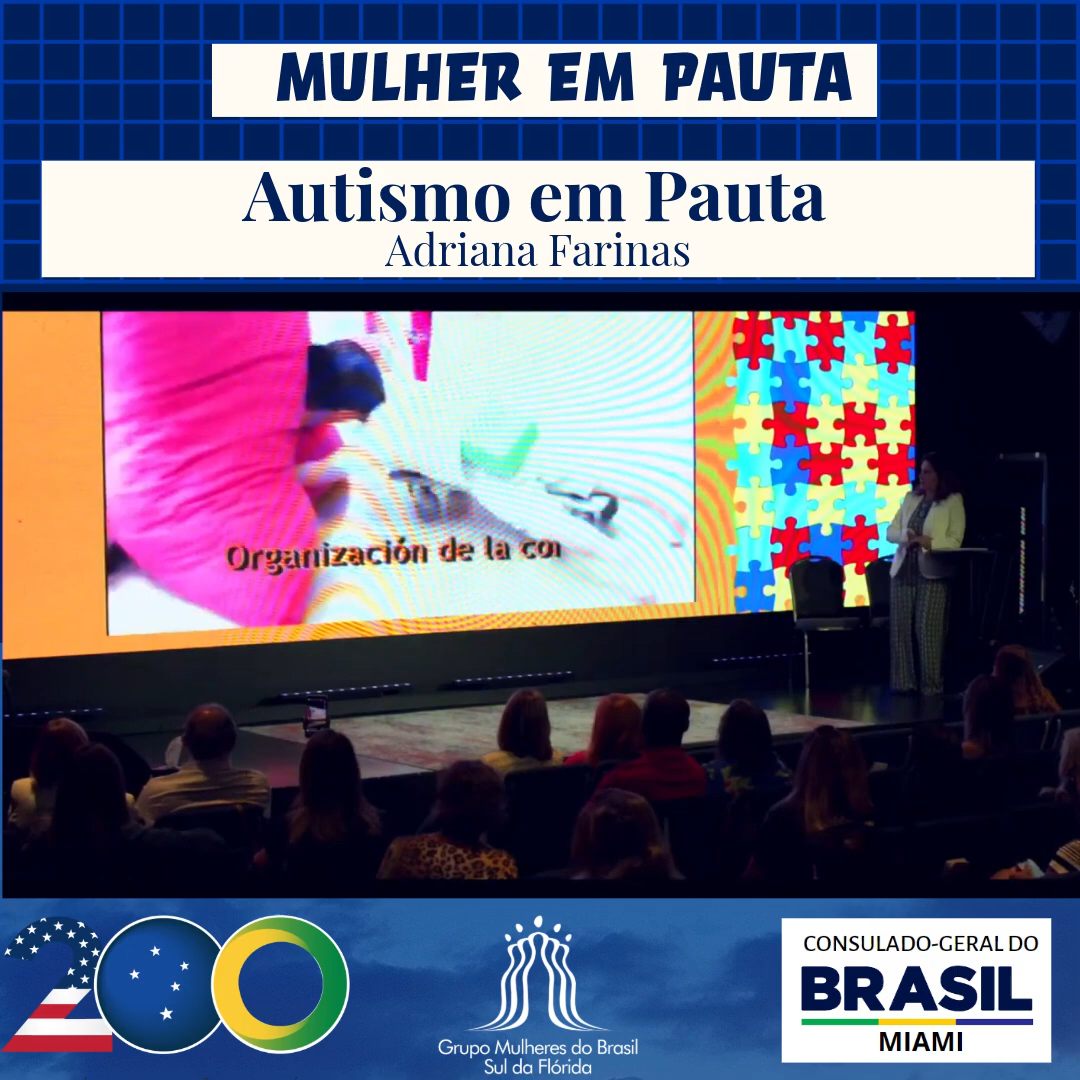 MULHER EM PAUTA
Autismo em Pauta
Adriana Farinas
Organización de la
200
Grupo Mulheres do Brasil
Sul da Flórida
CONSULADO-GERAL DO
BRASIL
MIAMI